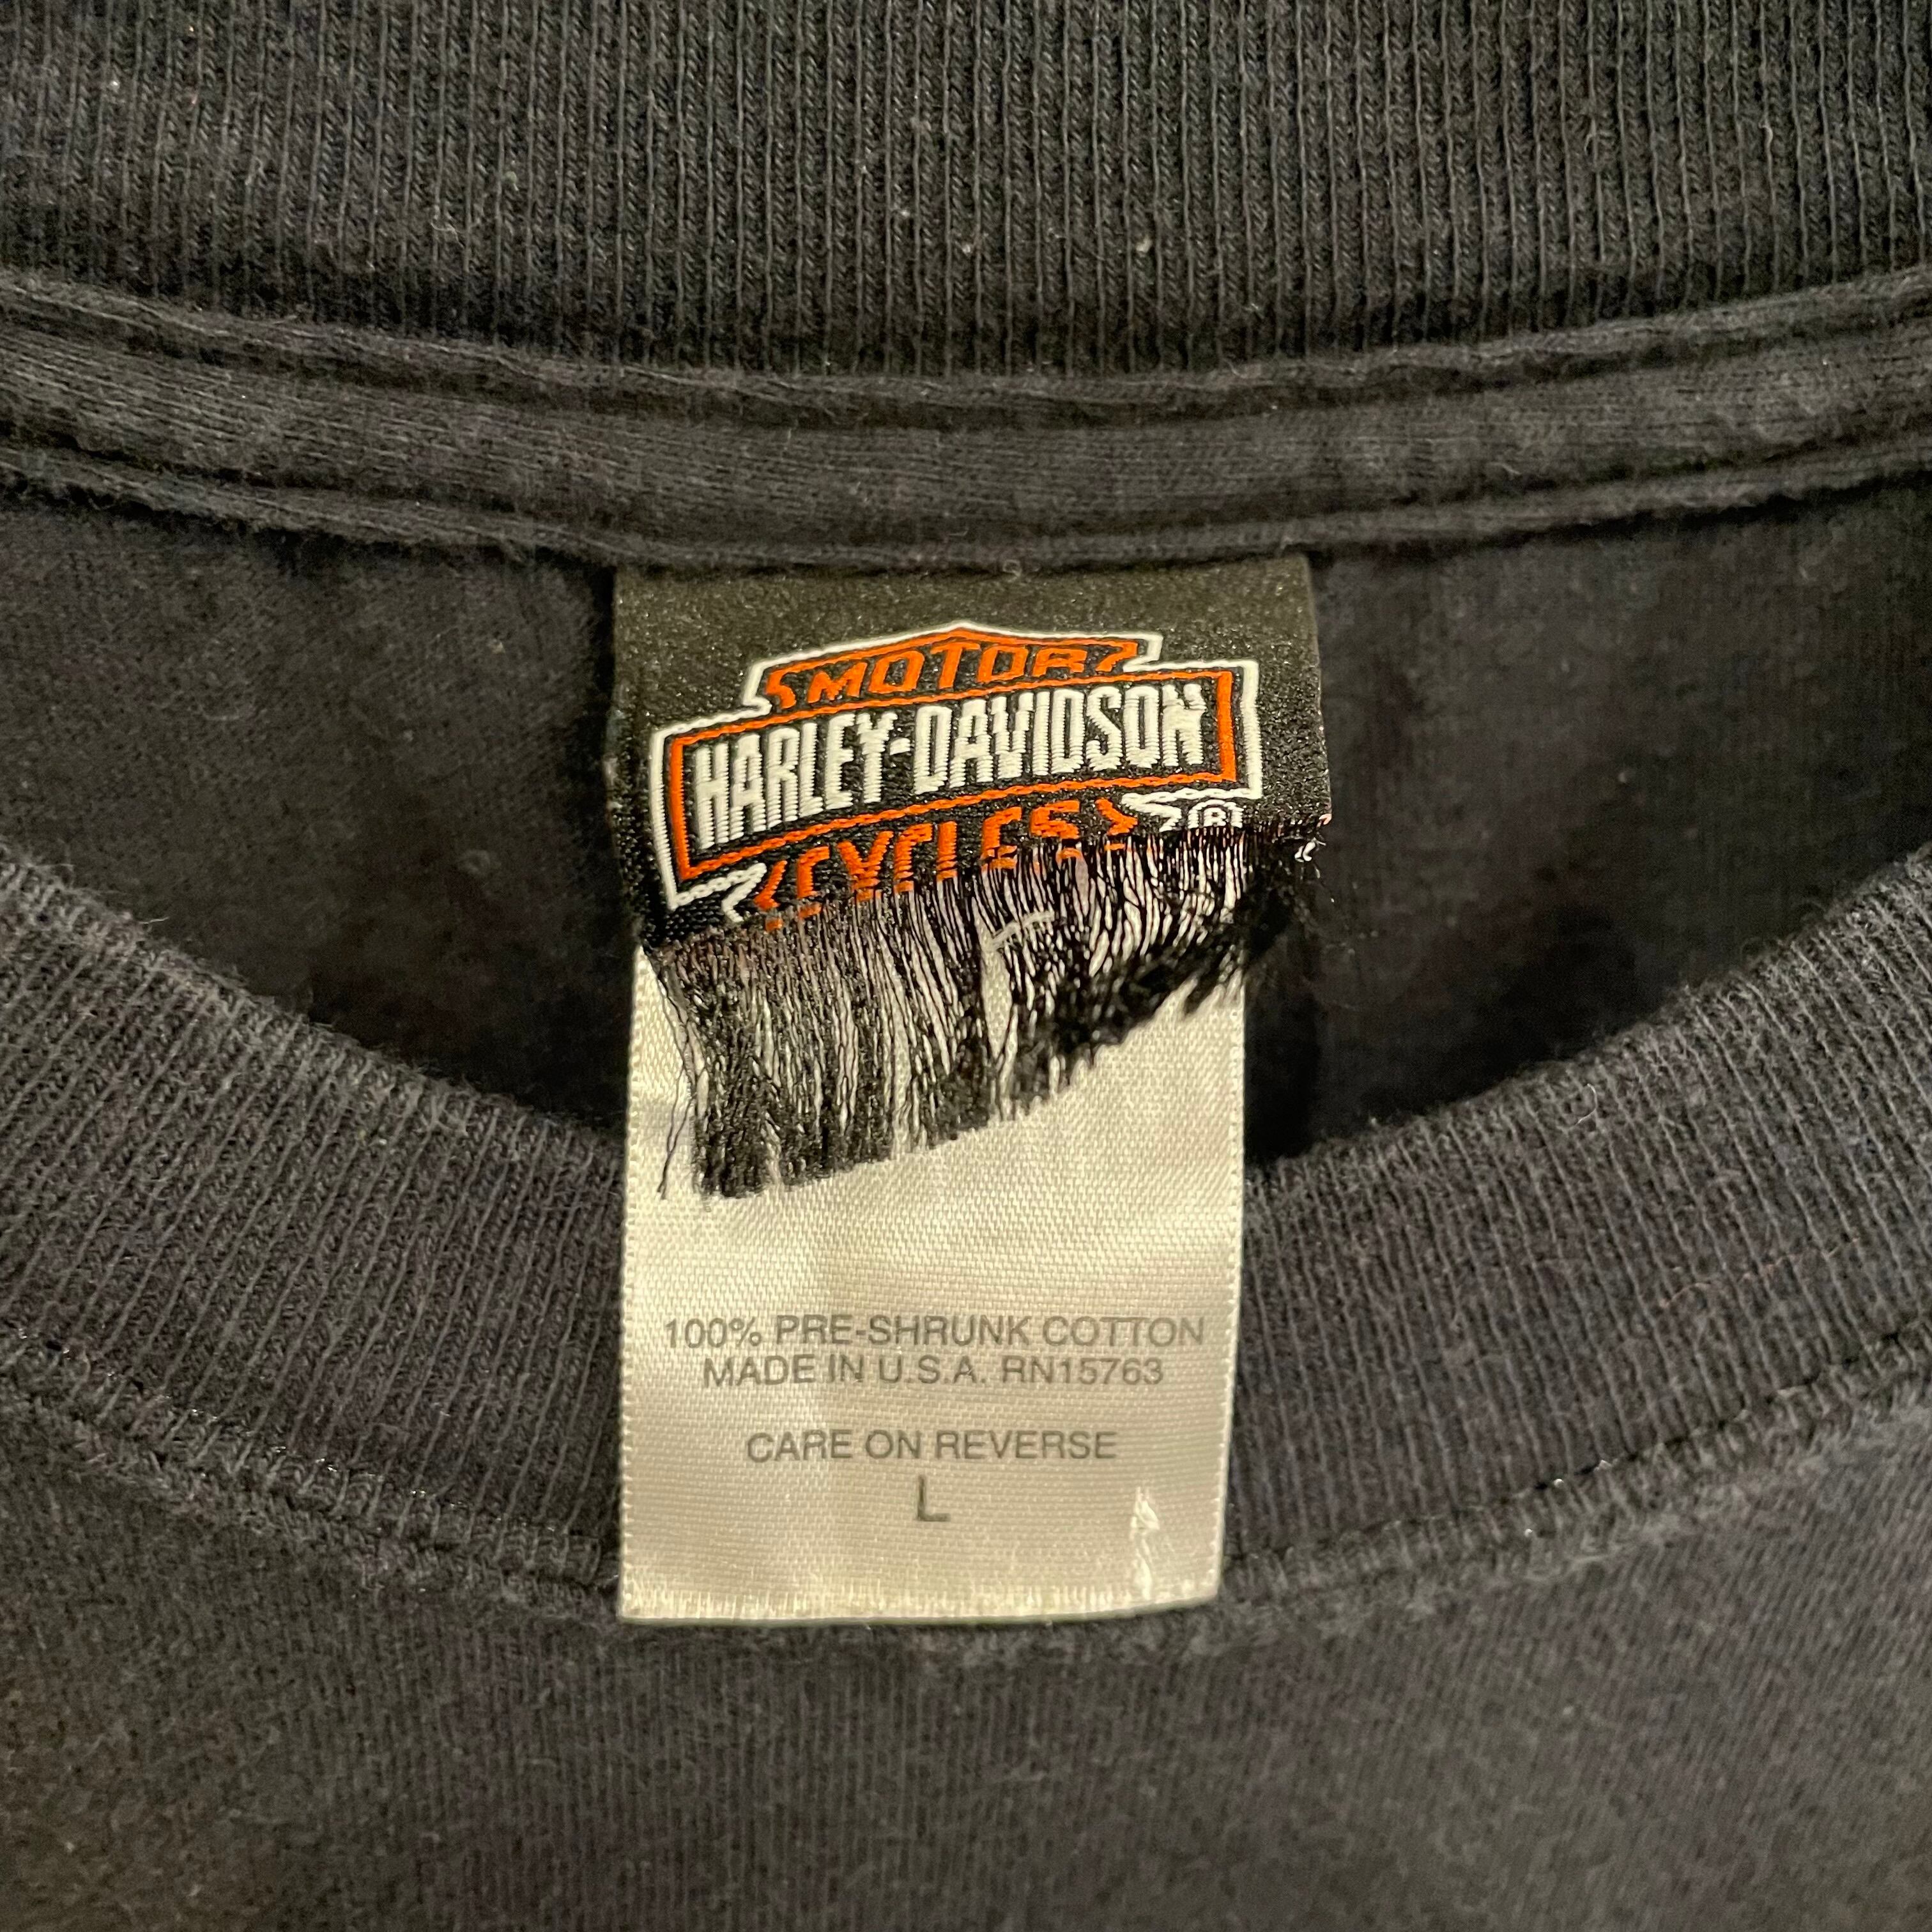 MOTOR
HARLEY-DAVIDSON
CYCLES ®
100% PRE-SHRUNK COTTON
MADE IN U.S.A. RN15763
CARE ON REVERSE
L